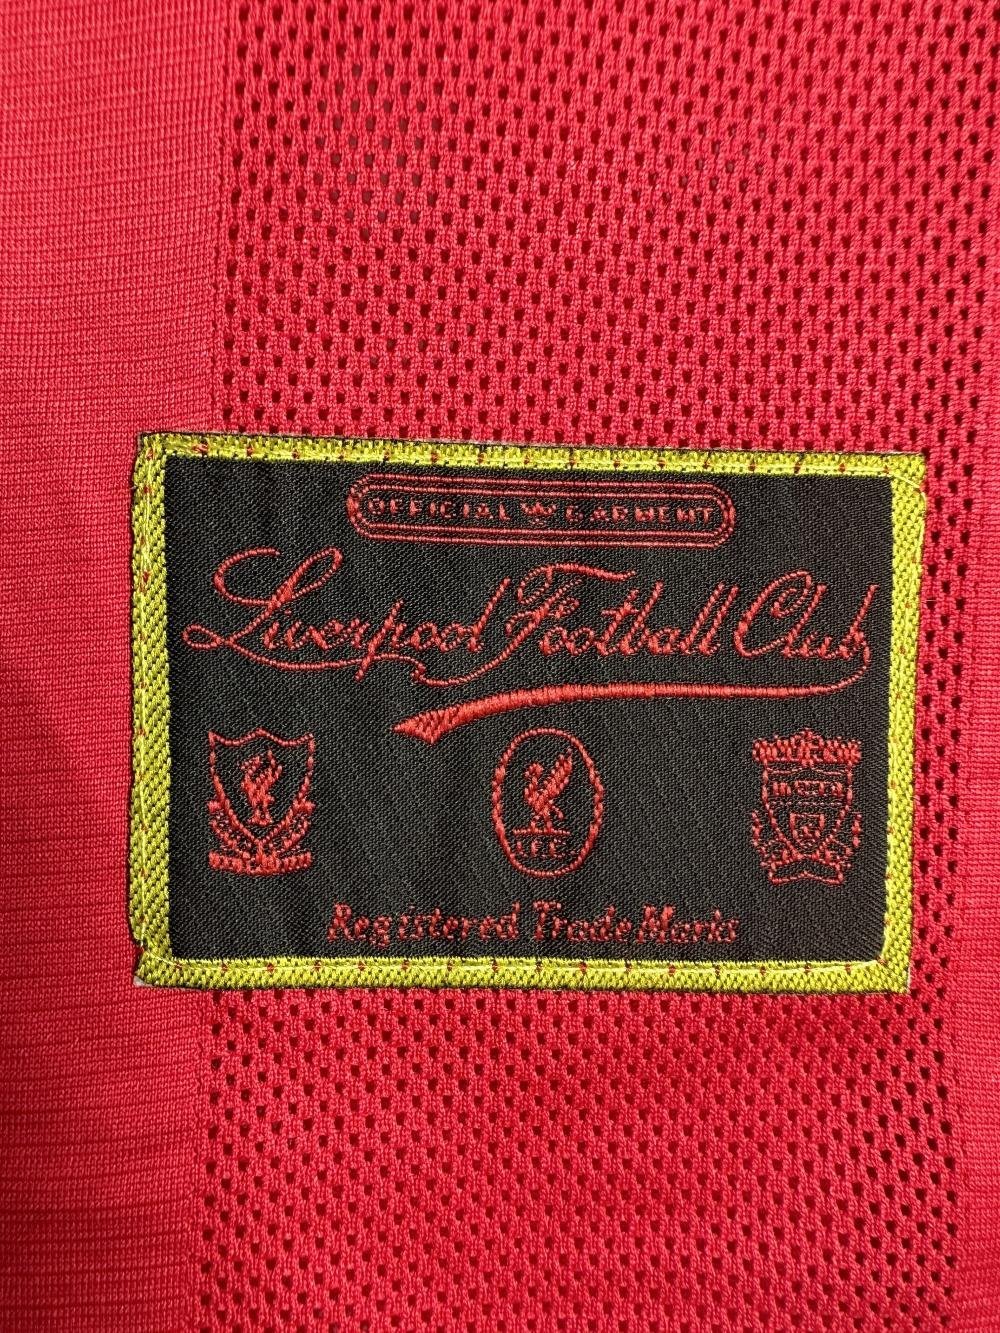 OFFICIAL GARMENT
Liverpool Football Club
L.F.C.
Registered Trade Marks